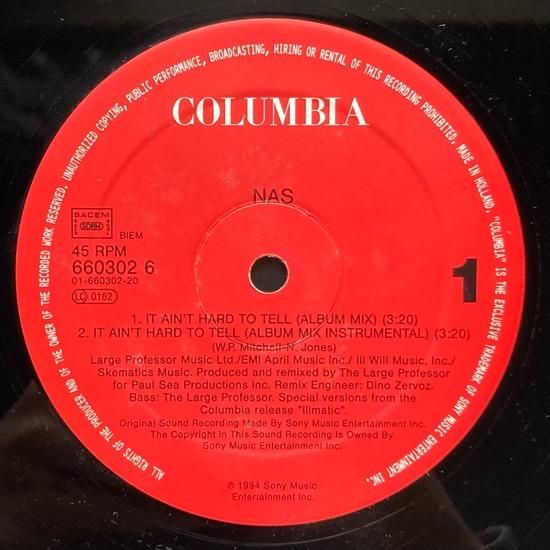 ALL RIGHTS OF THE PRODUCER AND OF THE OWNER OF THE RECORDED WORK RESERVED. UNAUTHORIZED COPYING, PUBLIC PERFORMANCE, BROADCASTING, HIRING OR RENTAL OF THIS RECORDING PROHIBITED. MADE IN HOLLAND. "COLUMBIA" IS THE EXCLUSIVE TRADEMARK OF SONY MUSIC ENTERTAINMENT INC.
COLUMBIA
NAS
SACEM
SDRM
BIEM
45 RPM
660302 6
01-660302-20
LC 0162
1
1. IT AIN'T HARD TO TELL (ALBUM MIX) (3:20)
2. IT AIN'T HARD TO TELL (ALBUM MIX INSTRUMENTAL) (3:20)
(W.P. Mitchell-N. Jones)
Large Professor Music Ltd./EMI April Music Inc./ Ill Will Music, Inc./
Skematics Music. Produced and remixed by The Large Professor
for Paul Sea Productions Inc. Remix Engineer: Dino Zervoz.
Bass: The Large Professor. Special versions from the
Columbia release "Illmatic".
Original Sound Recording Made By Sony Music Entertainment Inc.
The Copyright In This Sound Recording Is Owned By
Sony Music Entertainment Inc.
℗ 1994 Sony Music
Entertainment Inc.